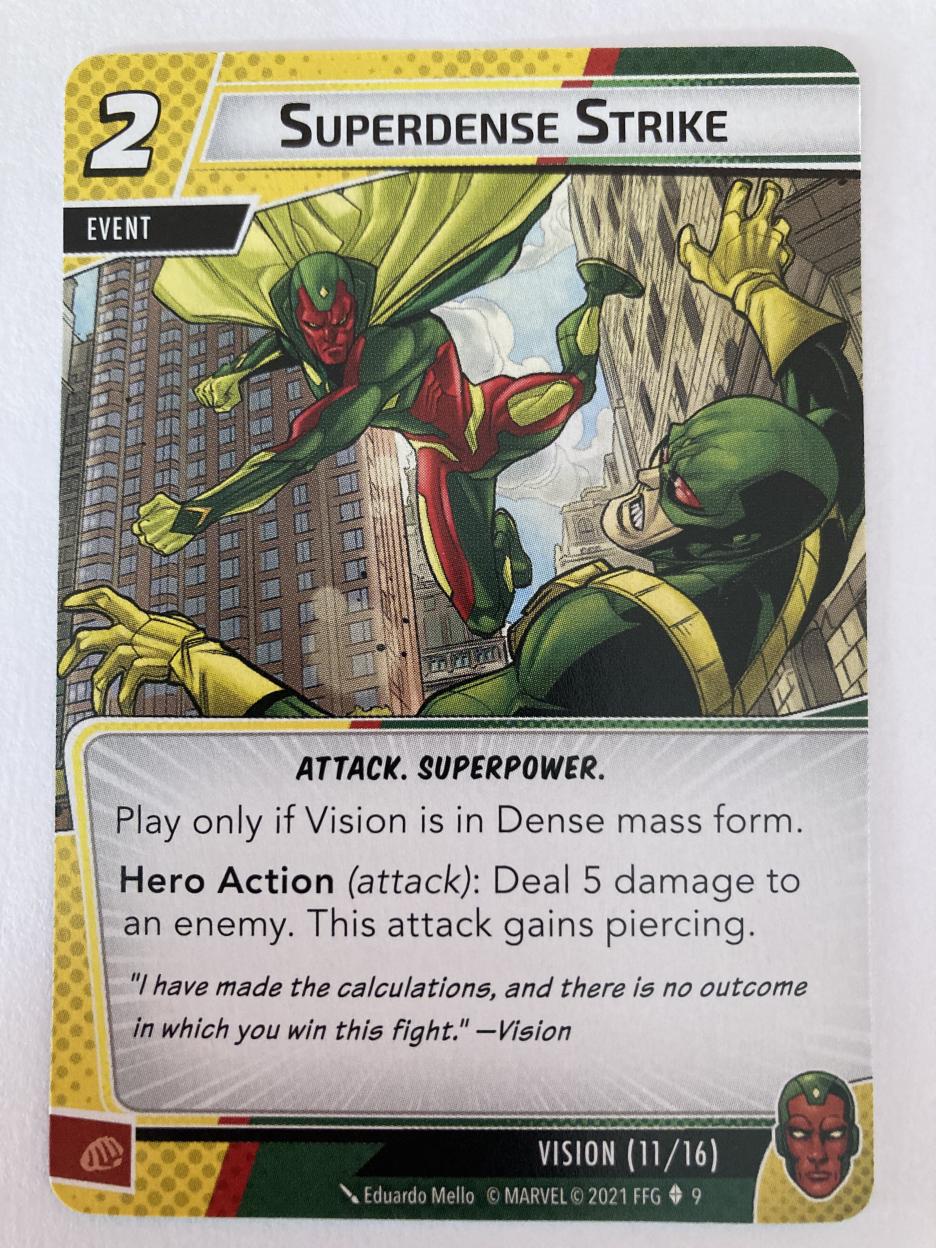 2
SUPERDENSE STRIKE
EVENT
ATTACK. SUPERPOWER.
Play only if Vision is in Dense mass form.
Hero Action (attack): Deal 5 damage to
an enemy. This attack gains piercing.
"I have made the calculations, and there is no outcome
in which you win this fight." —Vision
VISION (11/16)
Eduardo Mello © MARVEL © 2021 FFG 9